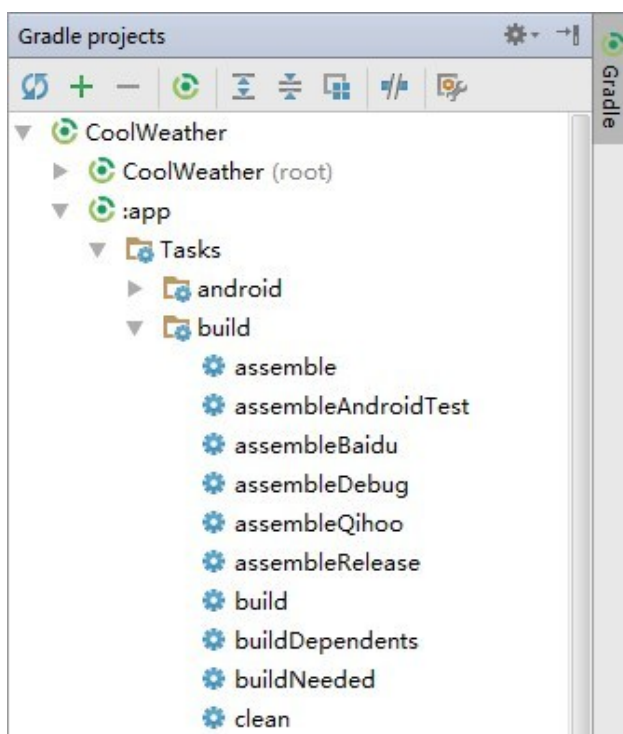 Gradle projects
Gradle
CoolWeather
CoolWeather (root)
:app
Tasks
android
build
assemble
assembleAndroidTest
assembleBaidu
assembleDebug
assembleQihoo
assembleRelease
build
buildDependents
buildNeeded
clean